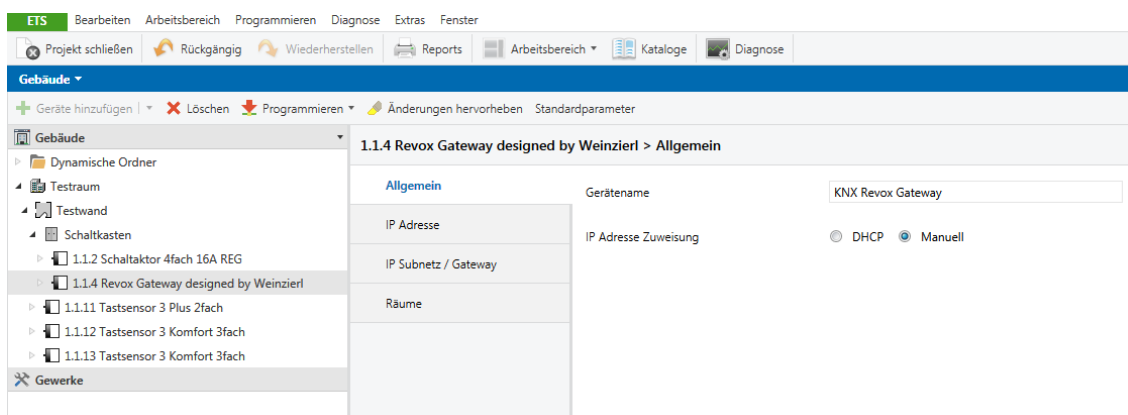 ETS Bearbeiten Arbeitsbereich Programmieren Diagnose Extras Fenster
Projekt schließen Rückgängig Wiederherstellen Reports Arbeitsbereich Kataloge Diagnose
Gebäude
Geräte hinzufügen Löschen Programmieren Änderungen hervorheben Standardparameter
Gebäude
Dynamische Ordner
Testraum
Testwand
Schaltkasten
1.1.2 Schaltaktor 4fach 16A REG
1.1.4 Revox Gateway designed by Weinzierl
1.1.11 Tastsensor 3 Plus 2fach
1.1.12 Tastsensor 3 Komfort 3fach
1.1.13 Tastsensor 3 Komfort 3fach
Gewerke
1.1.4 Revox Gateway designed by Weinzierl > Allgemein
Allgemein
IP Adresse
IP Subnetz / Gateway
Räume
Gerätename KNX Revox Gateway
IP Adresse Zuweisung DHCP Manuell